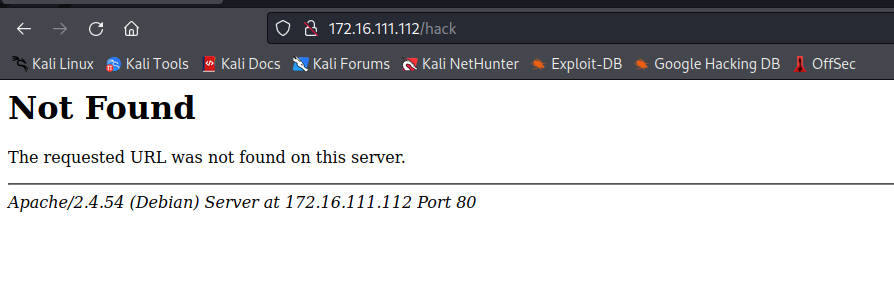 172.16.111.112/hack
Kali Linux Kali Tools Kali Docs Kali Forums Kali NetHunter Exploit-DB Google Hacking DB OffSec
Not Found
The requested URL was not found on this server.
Apache/2.4.54 (Debian) Server at 172.16.111.112 Port 80